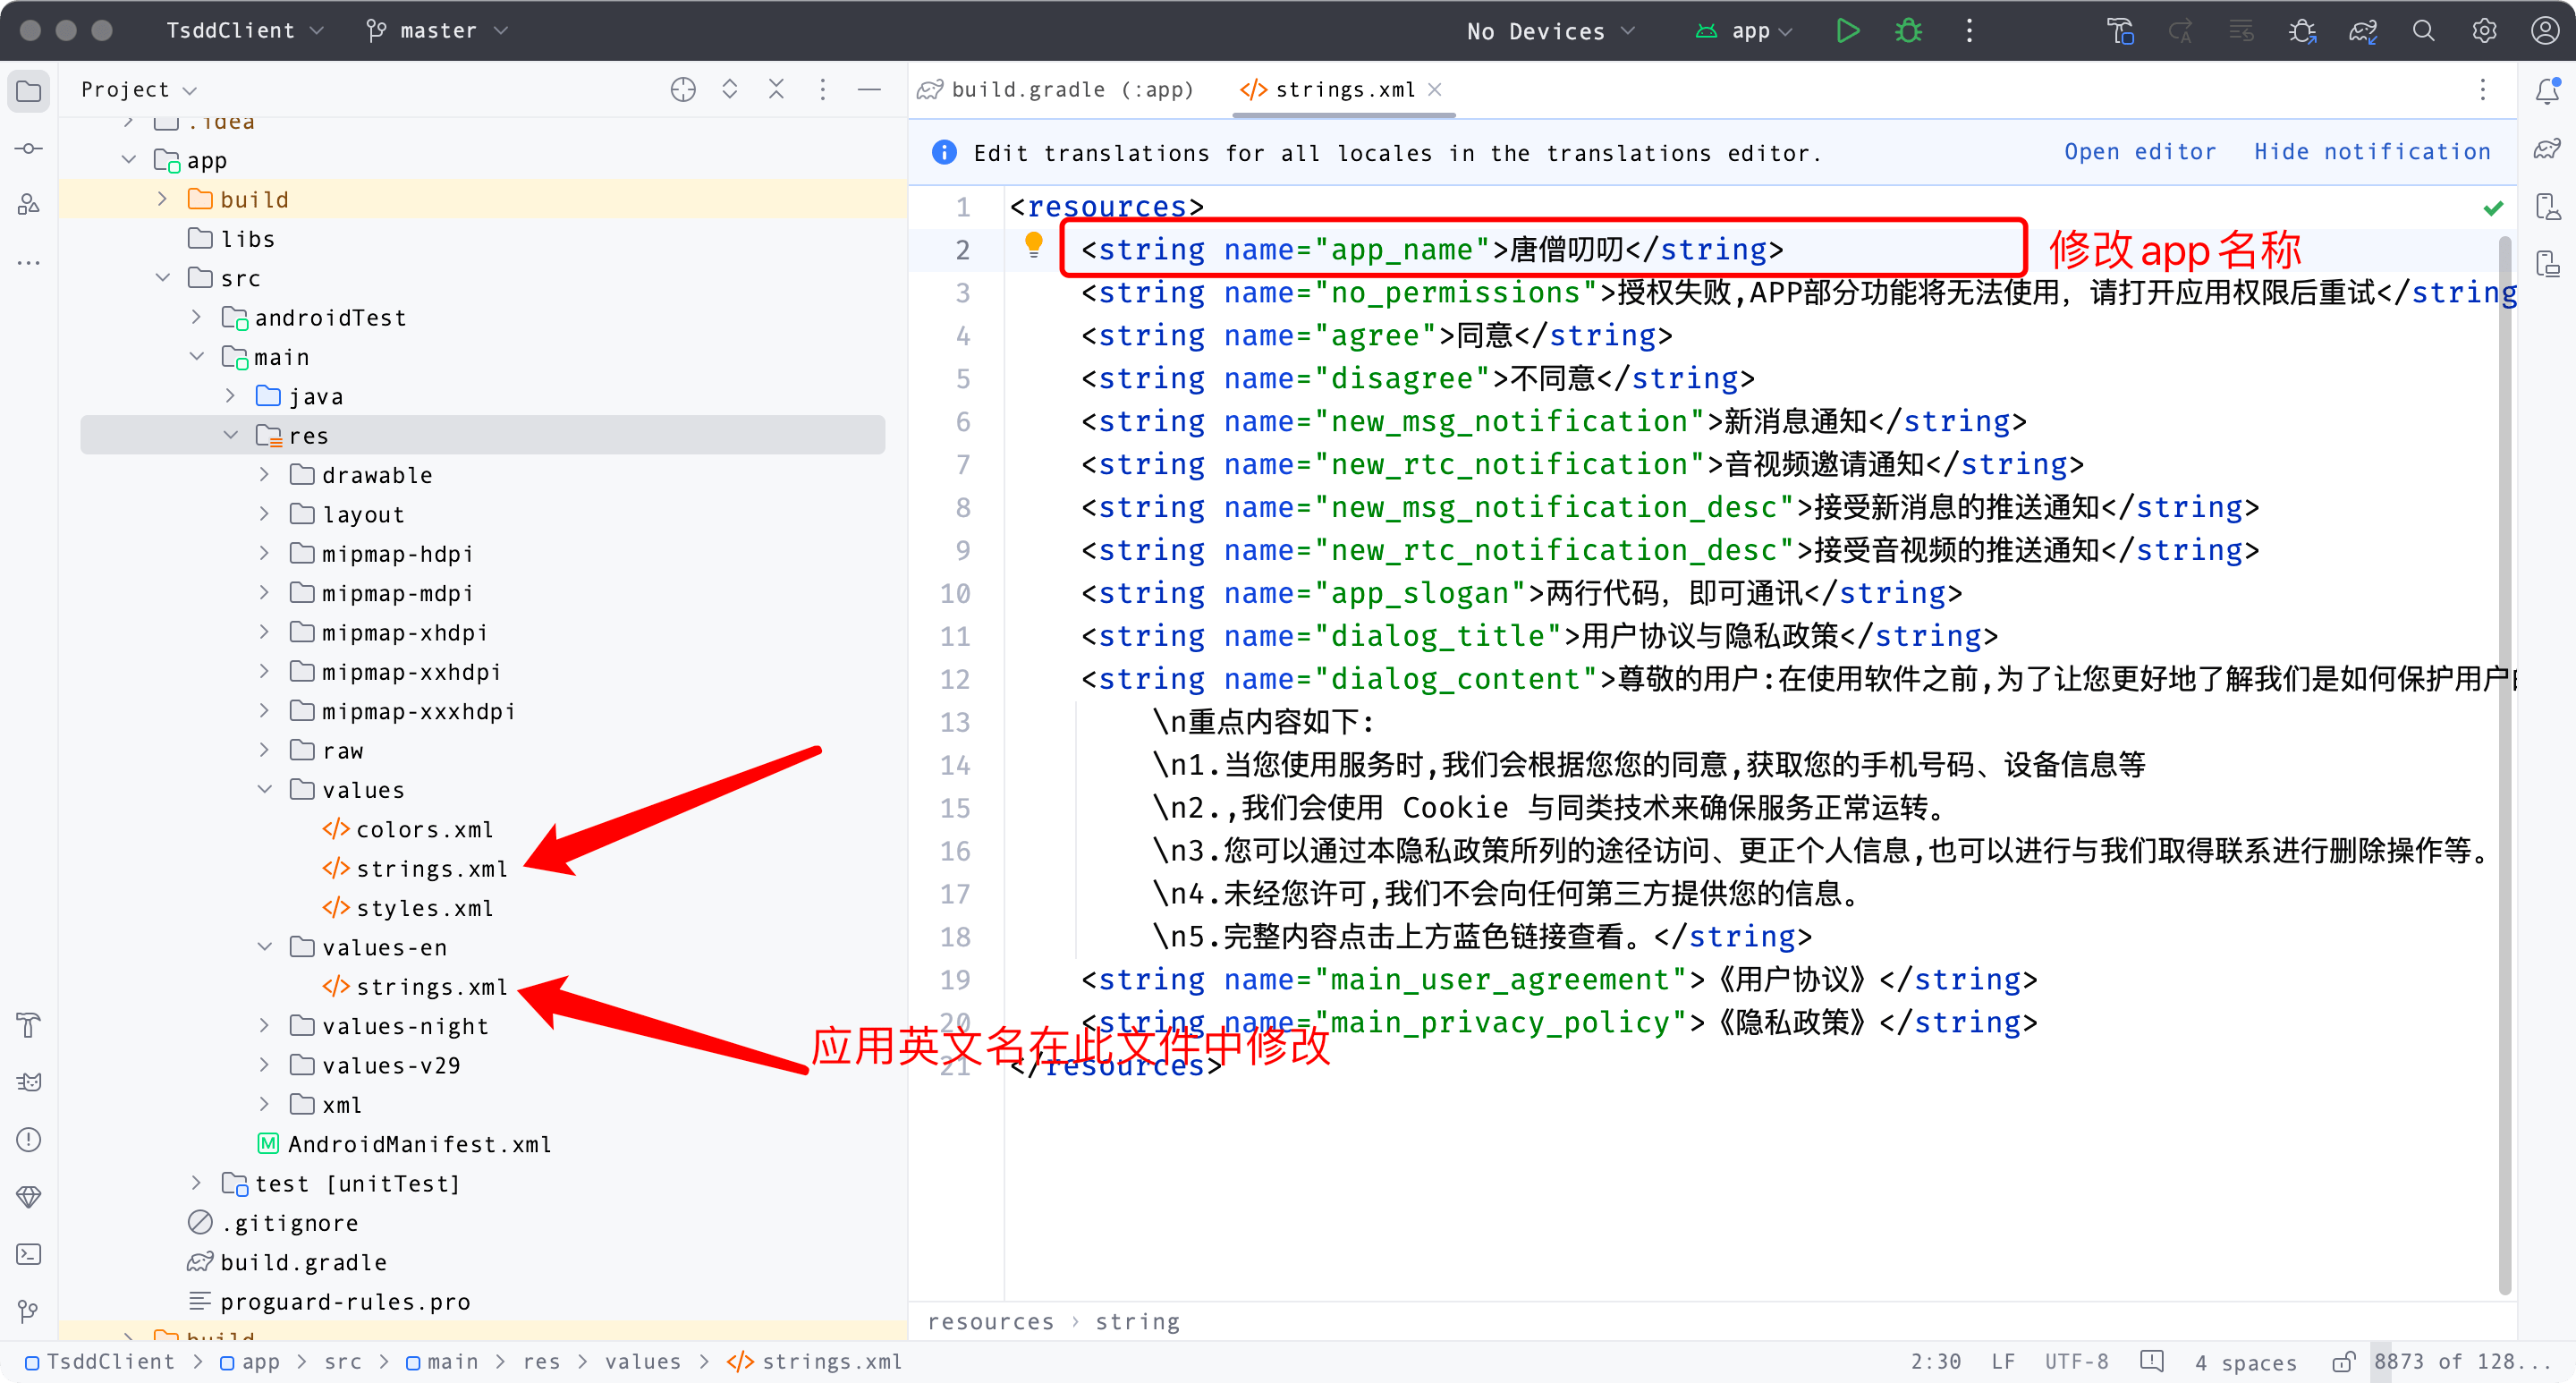 TsddClient master No Devices app
Project
.idea
app
build
libs
src
androidTest
main
java
res
drawable
layout
mipmap-hdpi
mipmap-mdpi
mipmap-xhdpi
mipmap-xxhdpi
mipmap-xxxhdpi
raw
values
colors.xml
strings.xml
styles.xml
values-en
strings.xml
values-night
values-v29
xml
AndroidManifest.xml
test [unitTest]
.gitignore
build.gradle
proguard-rules.pro
build
build.gradle (:app) strings.xml
Edit translations for all locales in the translations editor. Open editor Hide notification
1 <resources>
2 <string name="app_name">唐僧叨叨</string>
修改app名称
3 <string name="no_permissions">授权失败,APP部分功能将无法使用，请打开应用权限后重试</string
4 <string name="agree">同意</string>
5 <string name="disagree">不同意</string>
6 <string name="new_msg_notification">新消息通知</string>
7 <string name="new_rtc_notification">音视频邀请通知</string>
8 <string name="new_msg_notification_desc">接受新消息的推送通知</string>
9 <string name="new_rtc_notification_desc">接受音视频的推送通知</string>
10 <string name="app_slogan">两行代码，即可通讯</string>
11 <string name="dialog_title">用户协议与隐私政策</string>
12 <string name="dialog_content">尊敬的用户:在使用软件之前,为了让您更好地了解我们是如何保护用户
13 \n重点内容如下:
14 \n1.当您使用服务时,我们会根据您您的同意,获取您的手机号码、设备信息等
15 \n2.,我们会使用 Cookie 与同类技术来确保服务正常运转。
16 \n3.您可以通过本隐私政策所列的途径访问、更正个人信息,也可以进行与我们取得联系进行删除操作等。
17 \n4.未经您许可,我们不会向任何第三方提供您的信息。
18 \n5.完整内容点击上方蓝色链接查看。</string>
19 <string name="main_user_agreement">《用户协议》</string>
20 <string name="main_privacy_policy">《隐私政策》</string>
应用英文名在此文件中修改
21 </resources>
resources › string
TsddClient > app > src > main > res > values > strings.xml 2:30 LF UTF-8 4 spaces 8873 of 128...